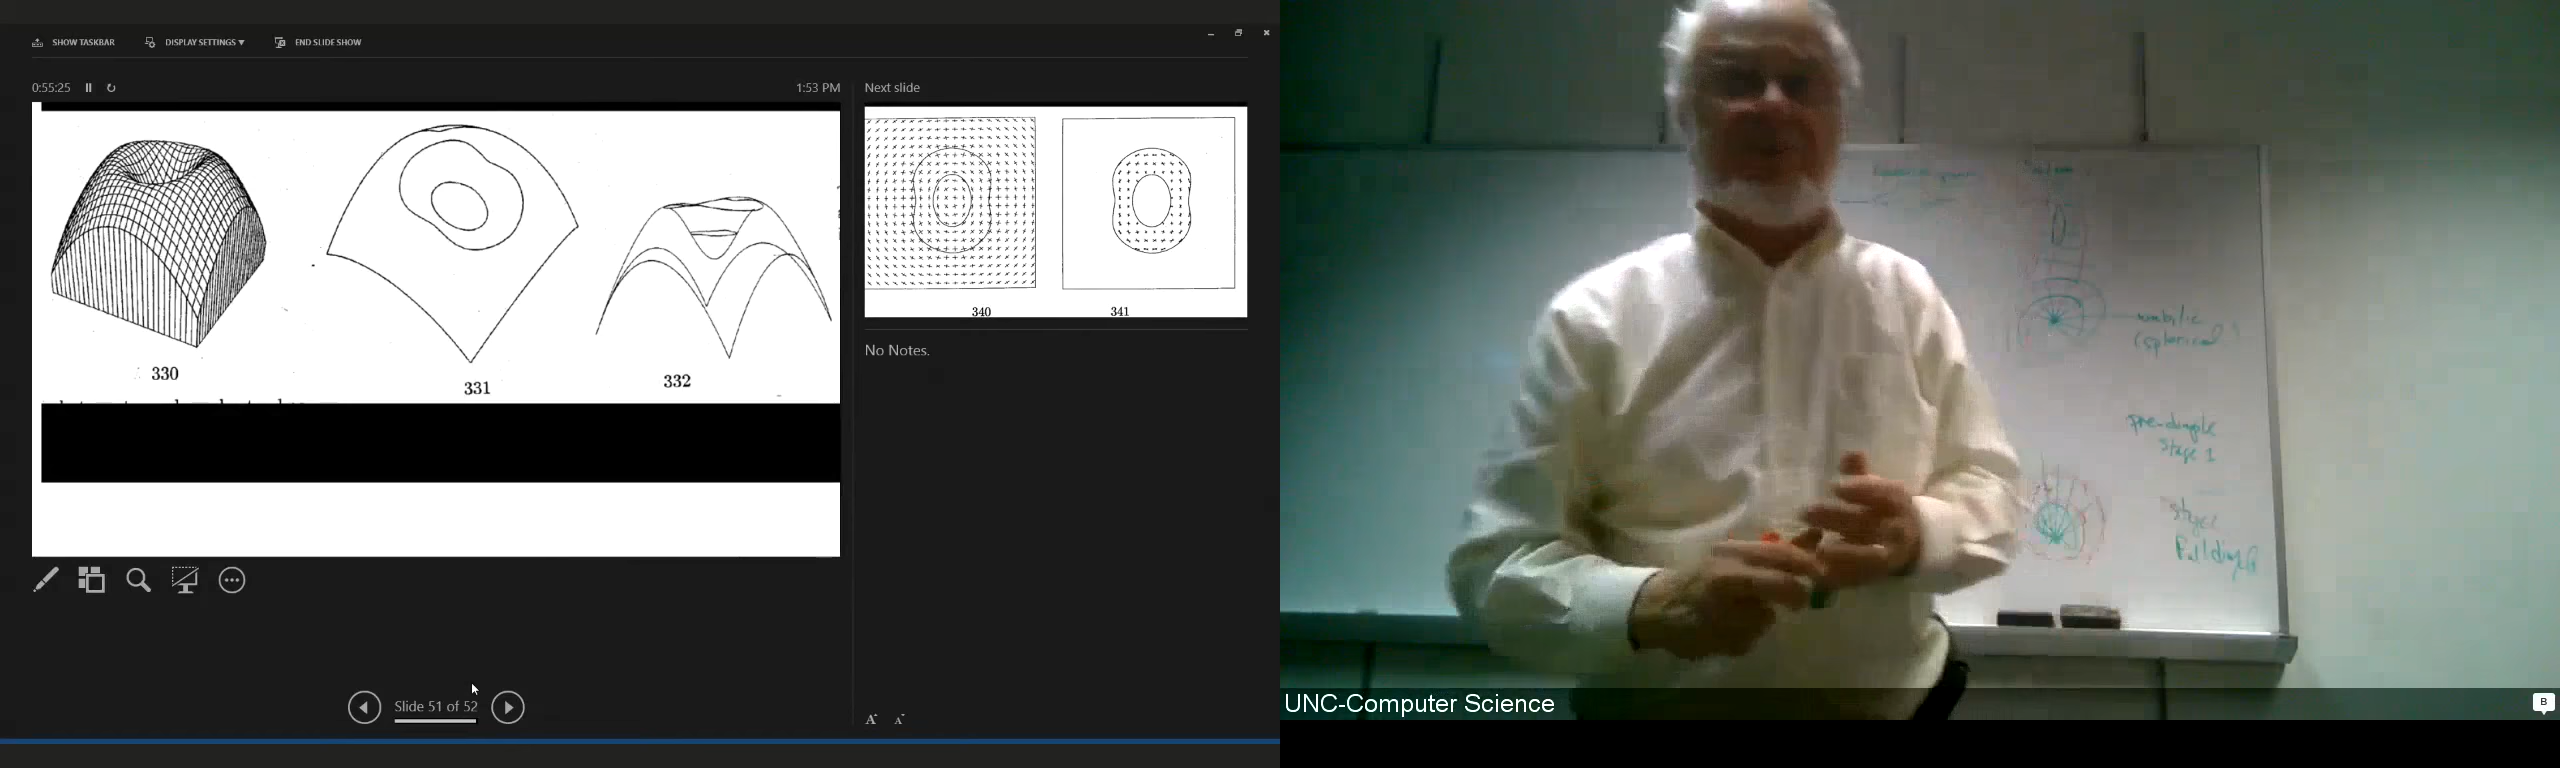 SHOW TASKBAR
DISPLAY SETTINGS ▼
END SLIDE SHOW
0:55:25
1:53 PM
Next slide
330
331
332
340
341
No Notes.
Slide 51 of 52
A
A
umbilic
(spherical)
pre-dimple
stage 1
stage
Full
UNC-Computer Science
B